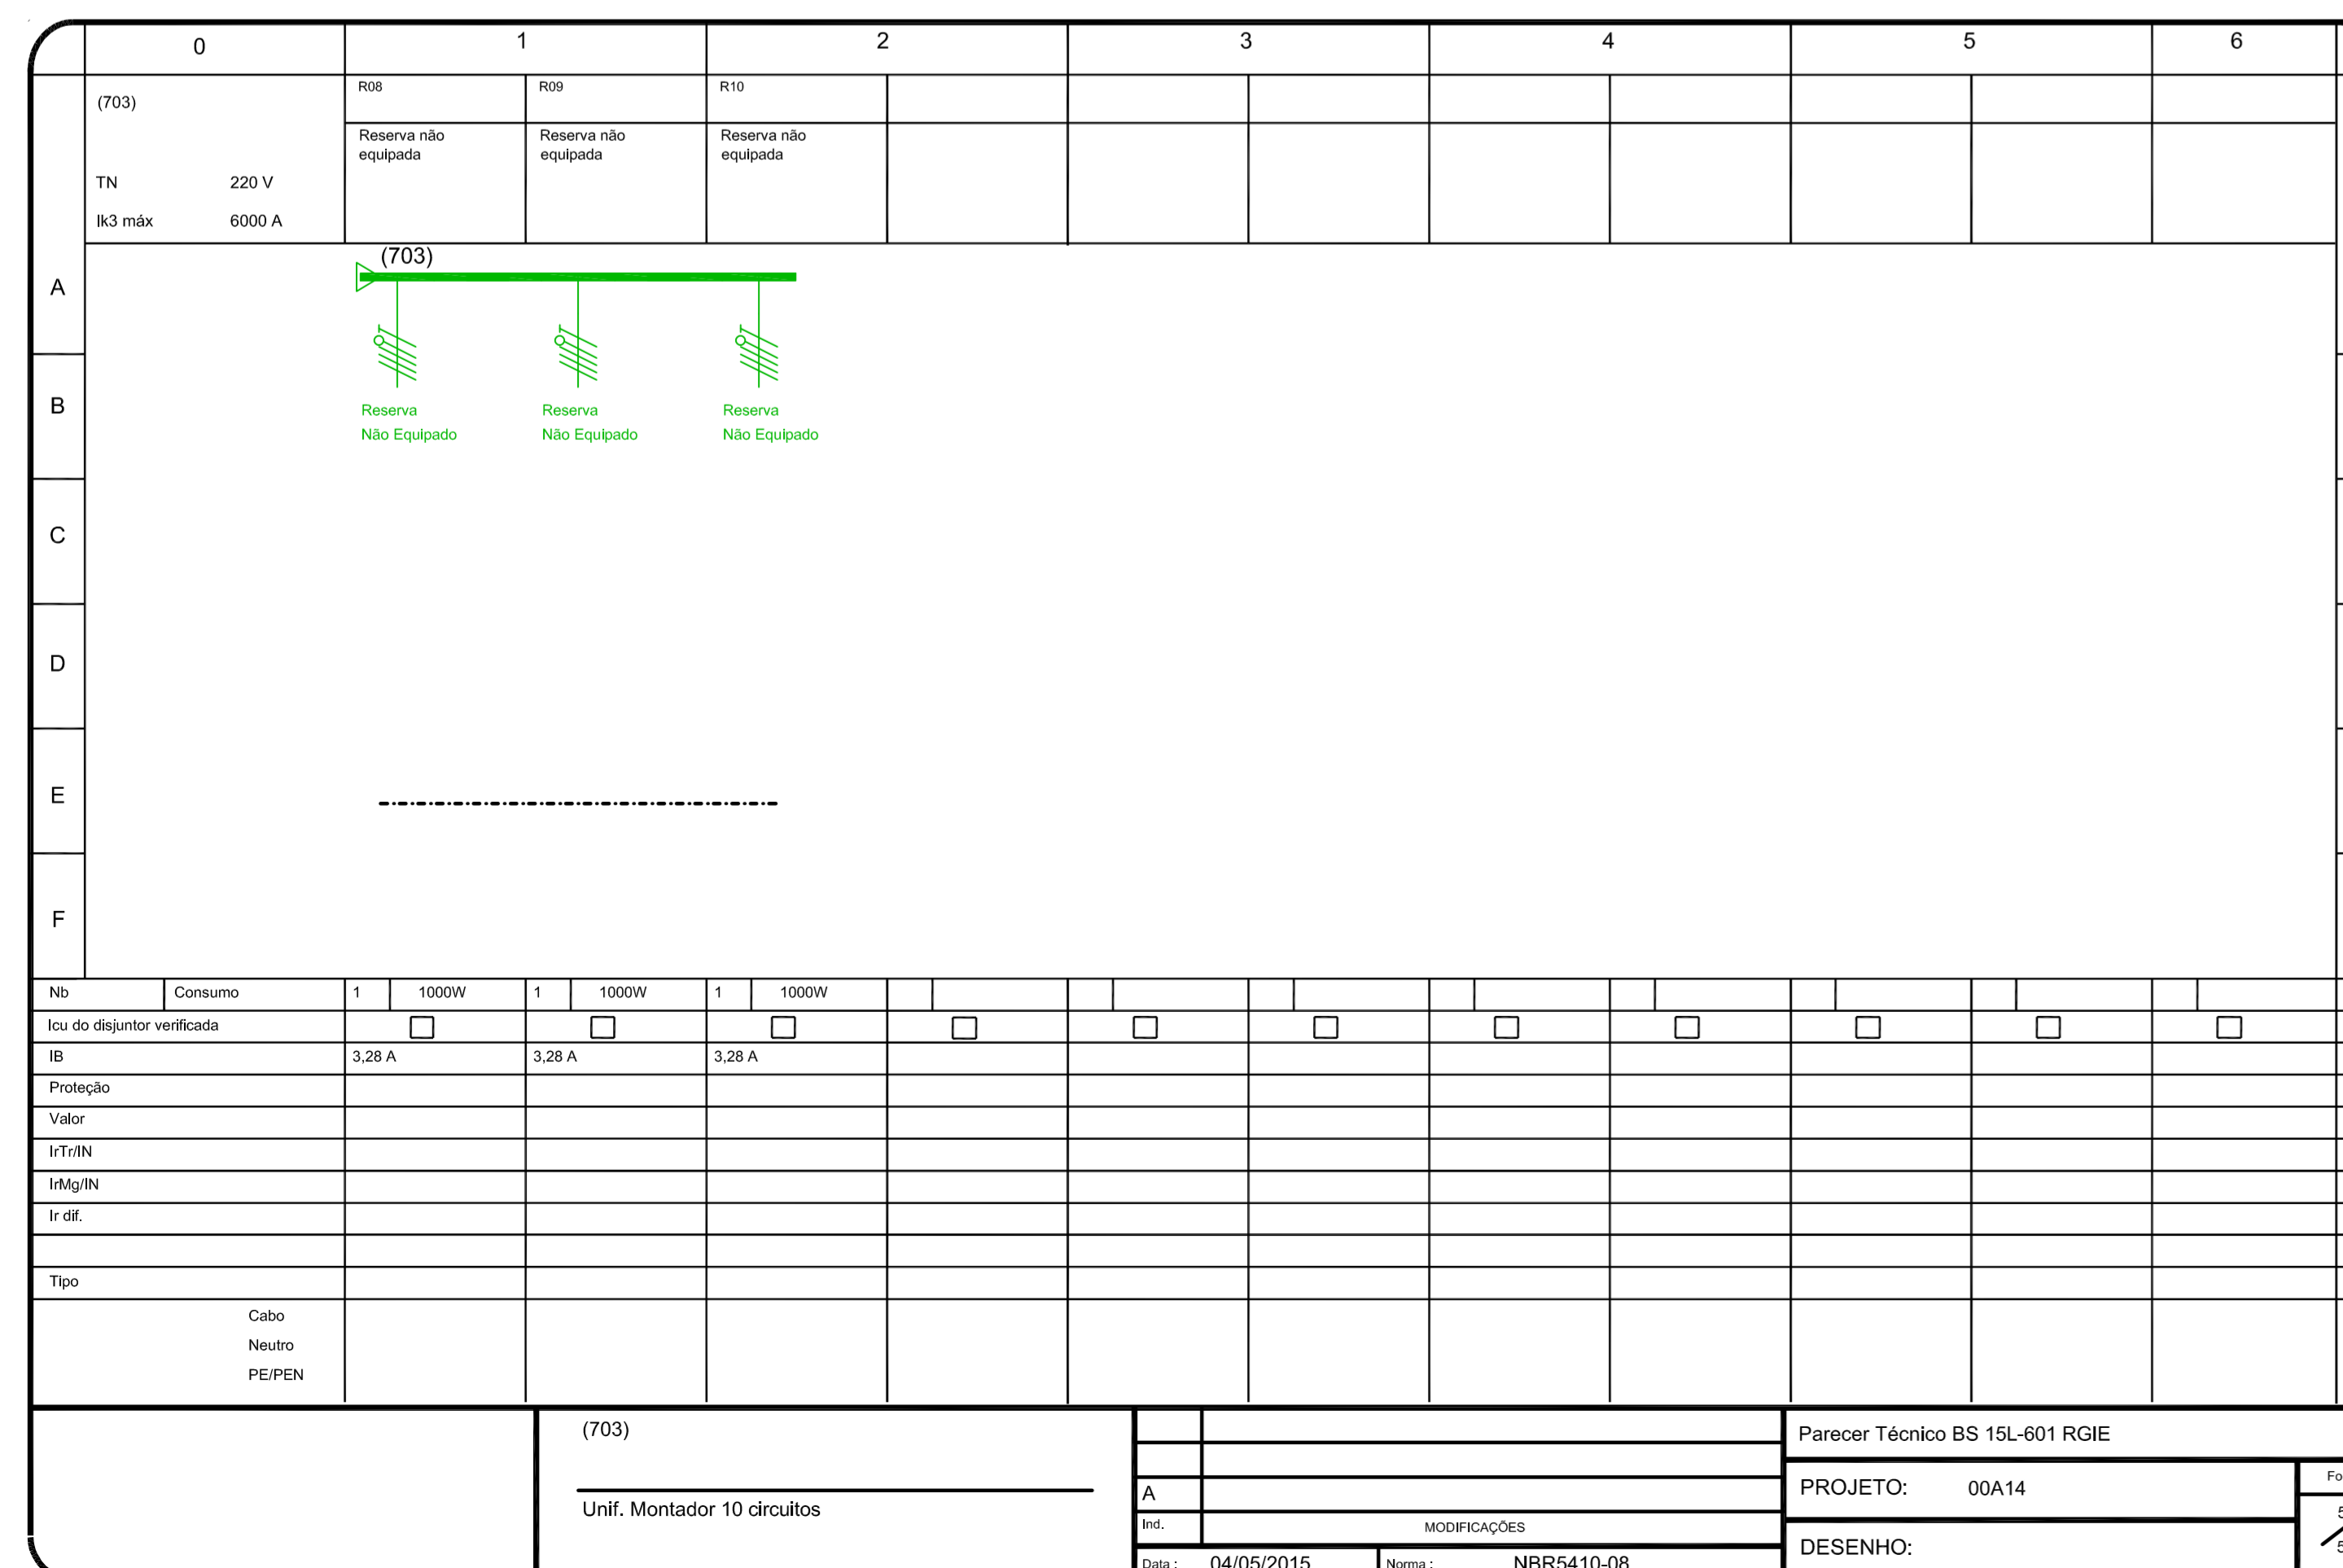 0 1 2 3 4 5 6
(703) R08 R09 R10
Reserva não Reserva não Reserva não
equipada equipada equipada
TN 220 V
Ik3 máx 6000 A
(703)
A
B
Reserva Reserva Reserva
Não Equipado Não Equipado Não Equipado
C
D
E
F
Nb Consumo 1 1000W 1 1000W 1 1000W
Icu do disjuntor verificada
IB 3,28 A 3,28 A 3,28 A
Proteção
Valor
IrTr/IN
IrMg/IN
Ir dif.
Tipo
Cabo
Neutro
PE/PEN
(703)
Unif. Montador 10 circuitos
A
Ind. MODIFICAÇÕES
Data : 04/05/2015 Norma : NBR5410-08
Parecer Técnico BS 15L-601 RGIE
PROJETO: 00A14
DESENHO: